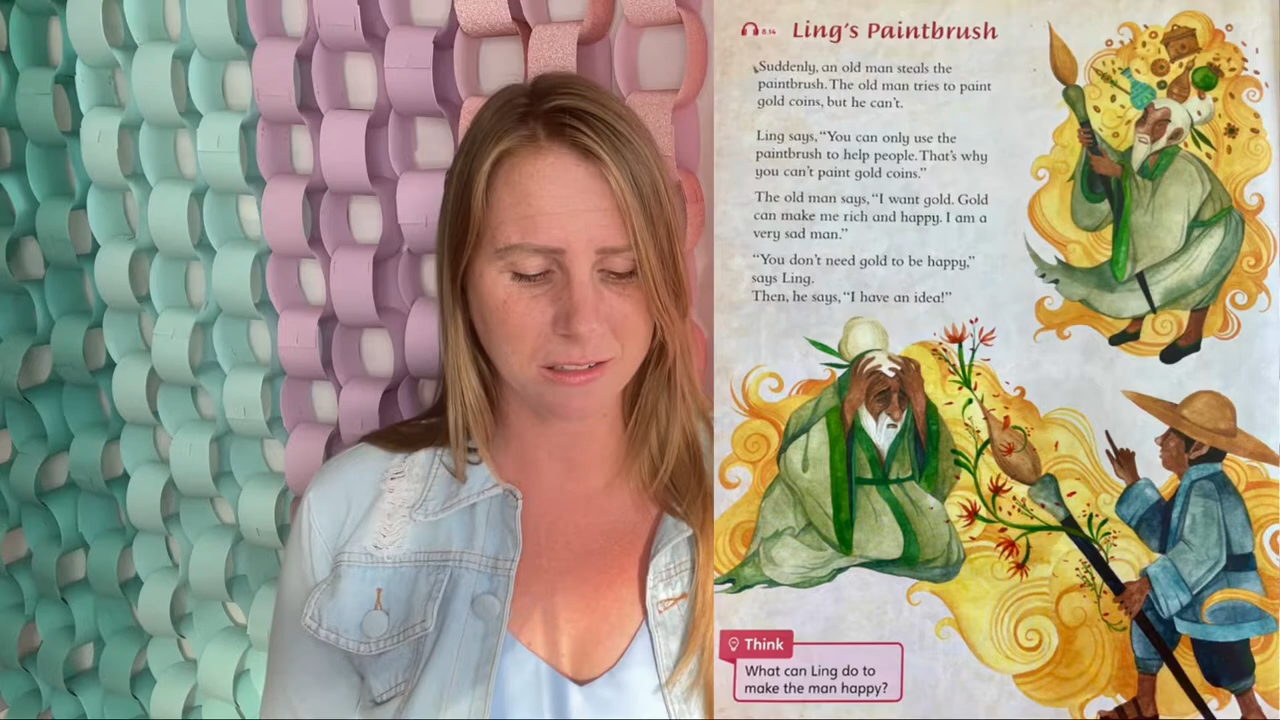 8.14 Ling's Paintbrush
Suddenly, an old man steals the
paintbrush. The old man tries to paint
gold coins, but he can't.
Ling says, “You can only use the
paintbrush to help people. That's why
you can't paint gold coins.”
The old man says, “I want gold. Gold
can make me rich and happy. I am a
very sad man.”
“You don't need gold to be happy,”
says Ling.
Then, he says, “I have an idea!”
Think
What can Ling do to
make the man happy?